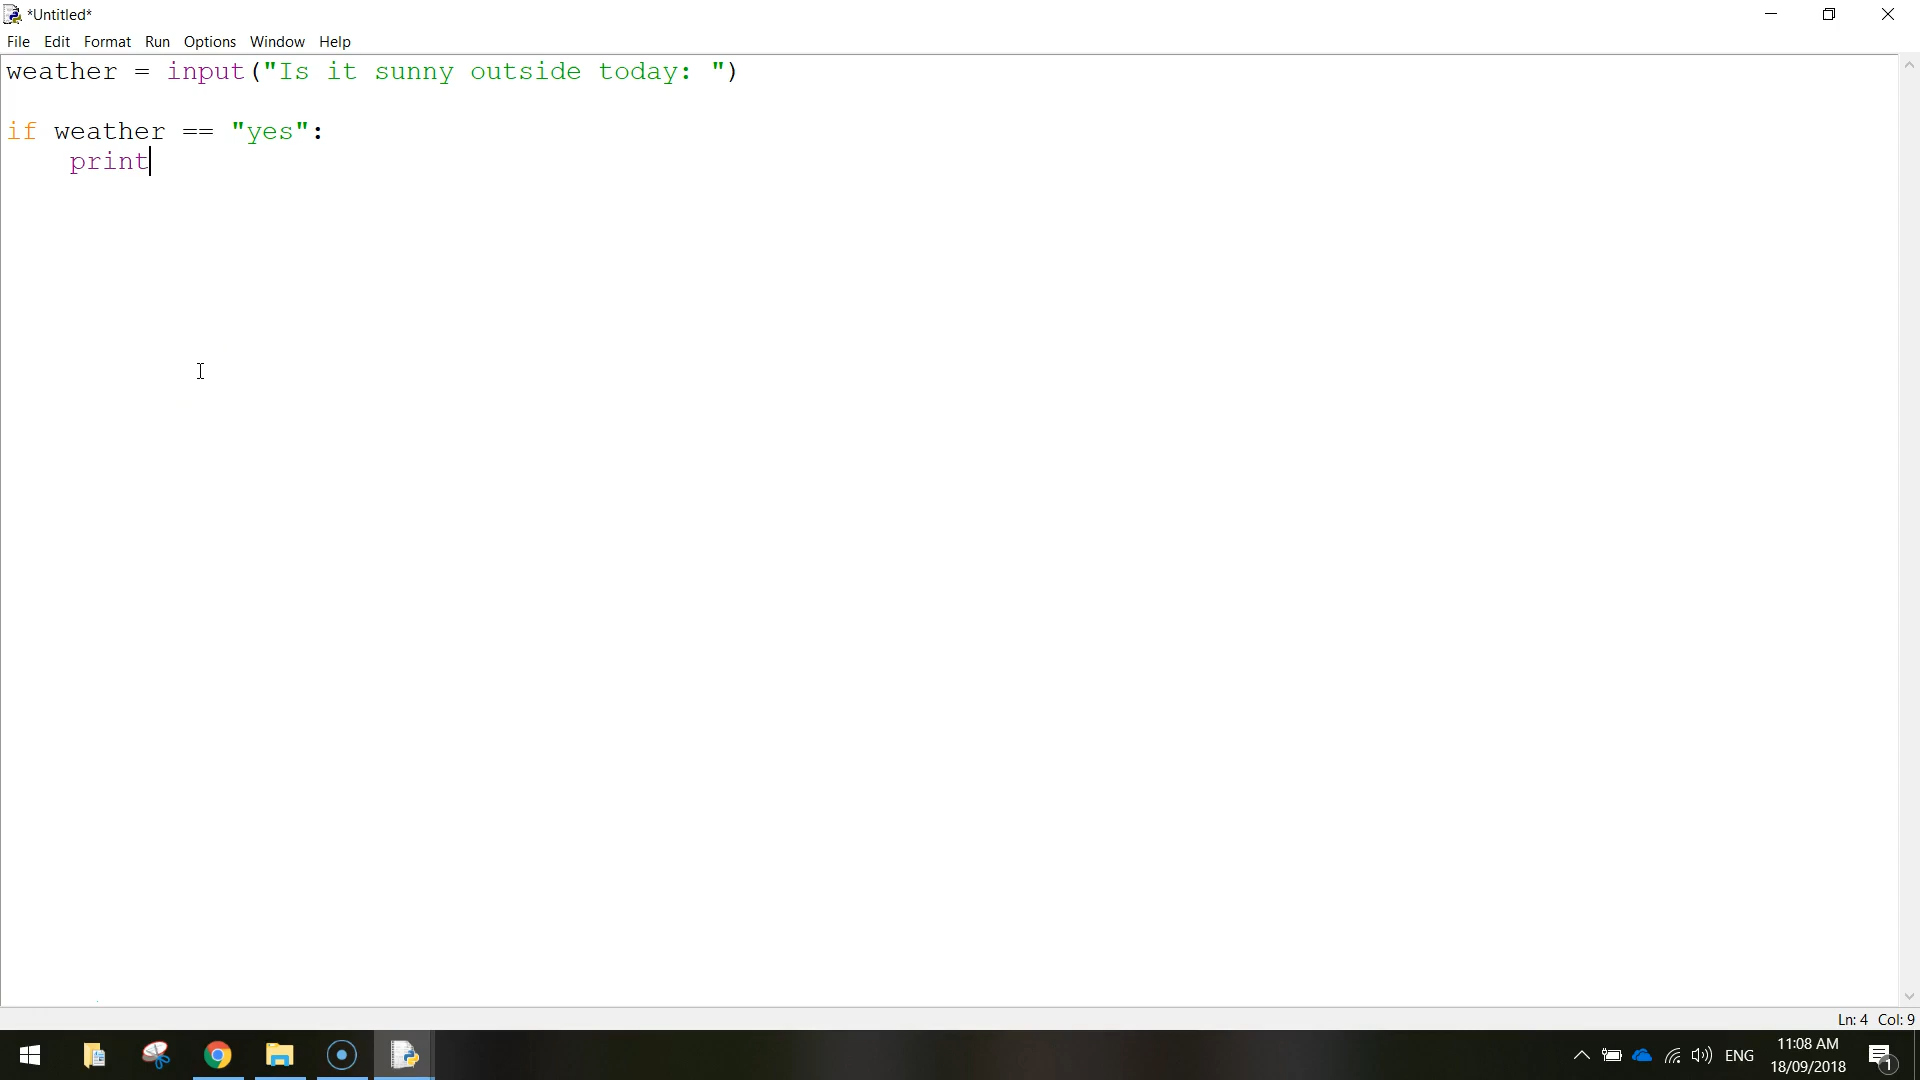 *Untitled*
File Edit Format Run Options Window Help
weather = input("Is it sunny outside today: ")
if weather == "yes":
    print
Ln: 4 Col: 9
ENG
11:08 AM
18/09/2018
1